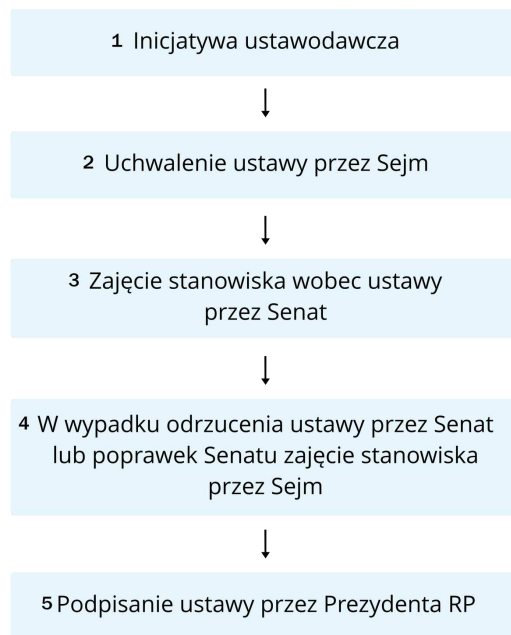 1 Inicjatywa ustawodawcza
2 Uchwalenie ustawy przez Sejm
3 Zajęcie stanowiska wobec ustawy
przez Senat
4 W wypadku odrzucenia ustawy przez Senat
lub poprawek Senatu zajęcie stanowiska
przez Sejm
5 Podpisanie ustawy przez Prezydenta RP